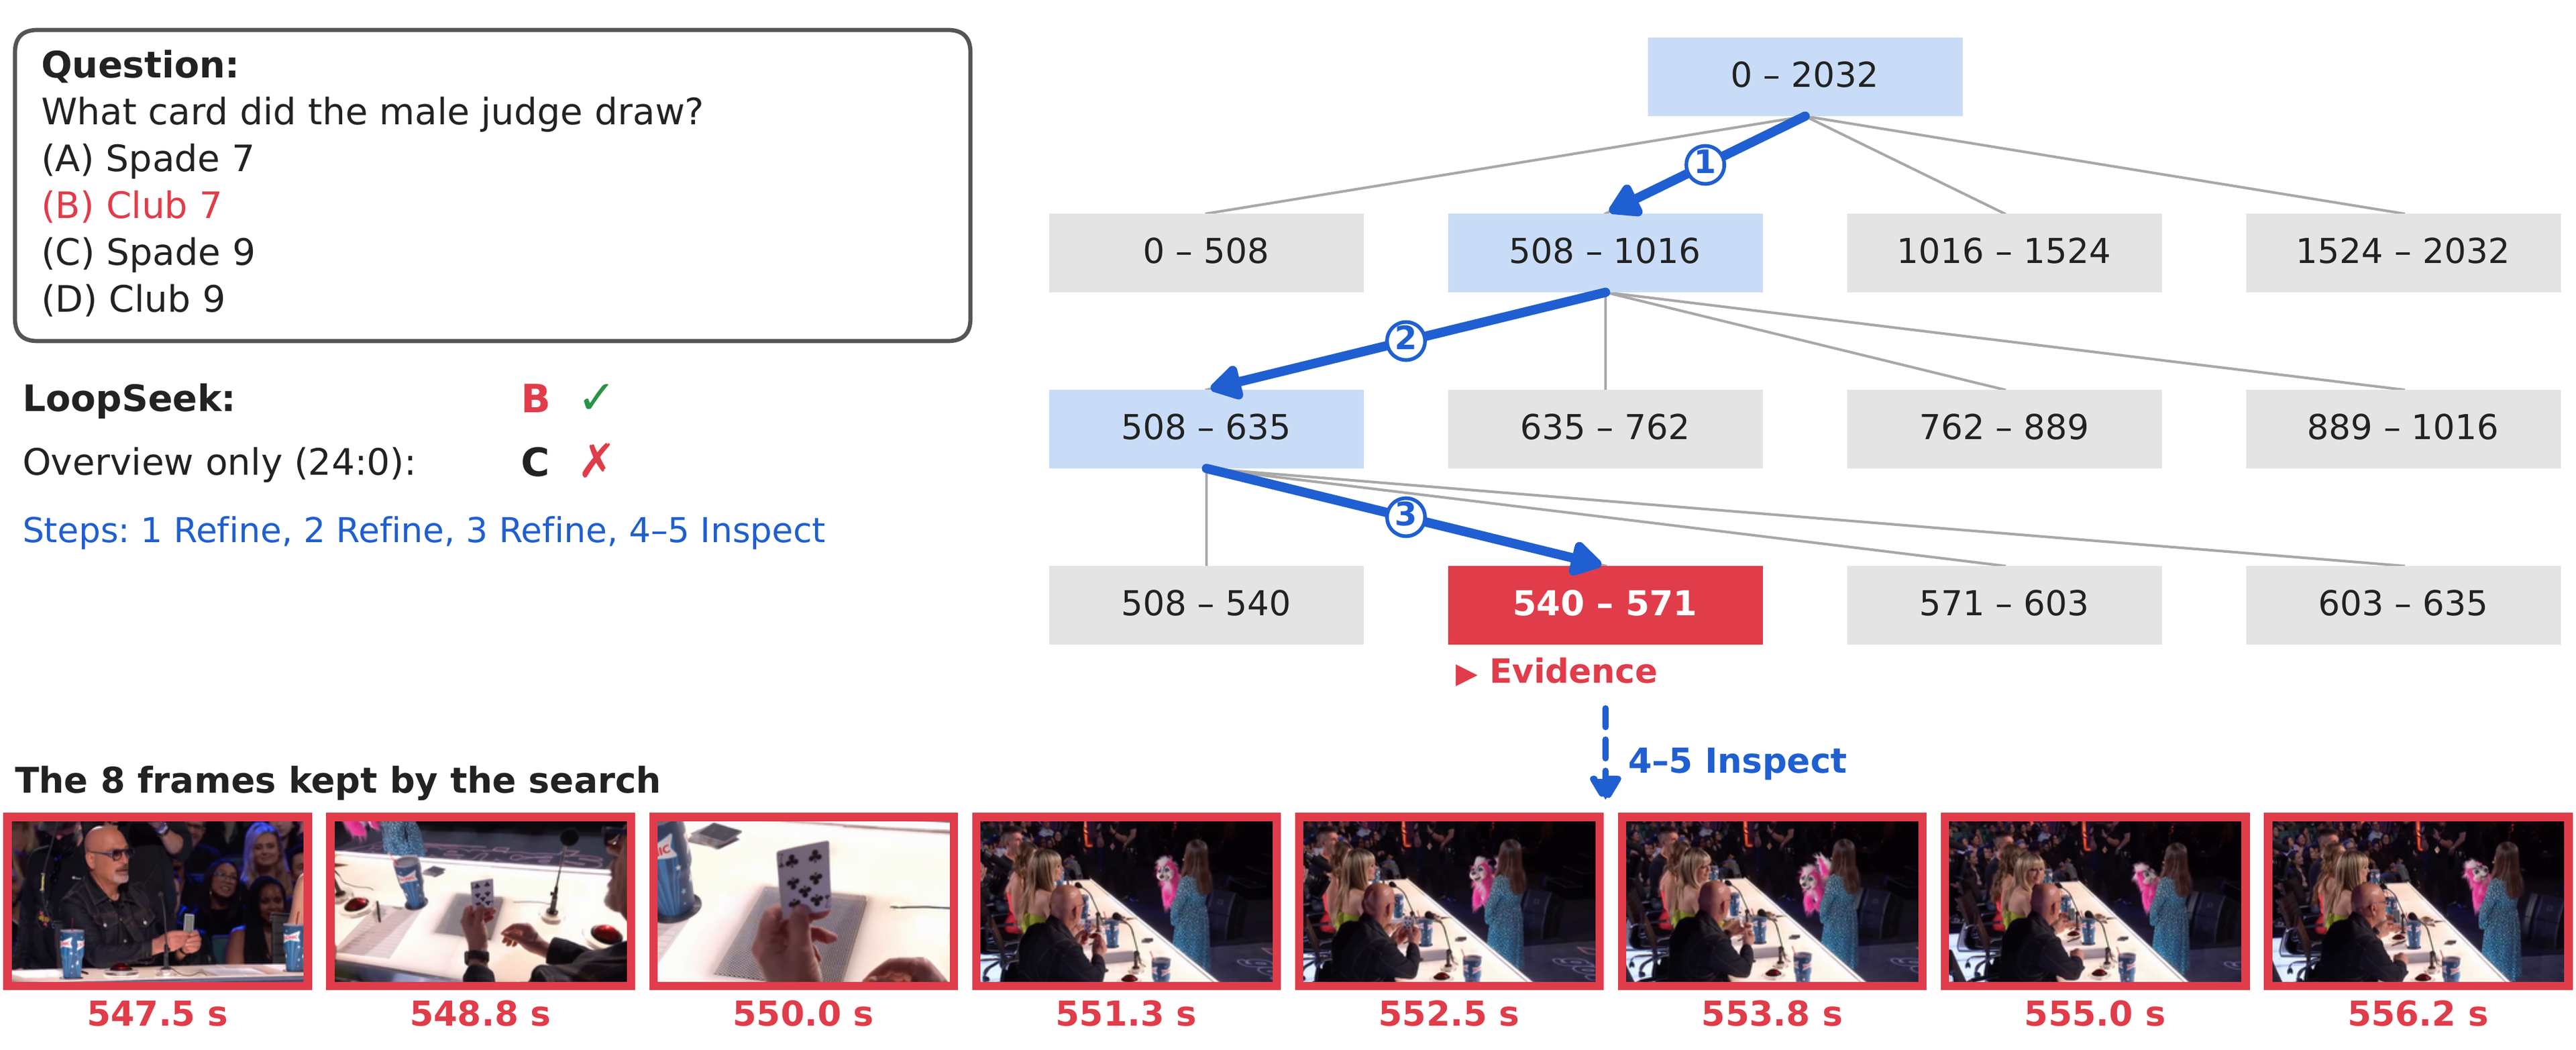 Question:
What card did the male judge draw?
(A) Spade 7
(B) Club 7
(C) Spade 9
(D) Club 9
LoopSeek: B ✓
Overview only (24:0): C ✗
Steps: 1 Refine, 2 Refine, 3 Refine, 4–5 Inspect
0 – 2032
1
0 – 508
508 – 1016
1016 – 1524
1524 – 2032
2
508 – 635
635 – 762
762 – 889
889 – 1016
3
508 – 540
540 – 571
571 – 603
603 – 635
▶ Evidence
4–5 Inspect
The 8 frames kept by the search
547.5 s
548.8 s
550.0 s
551.3 s
552.5 s
553.8 s
555.0 s
556.2 s